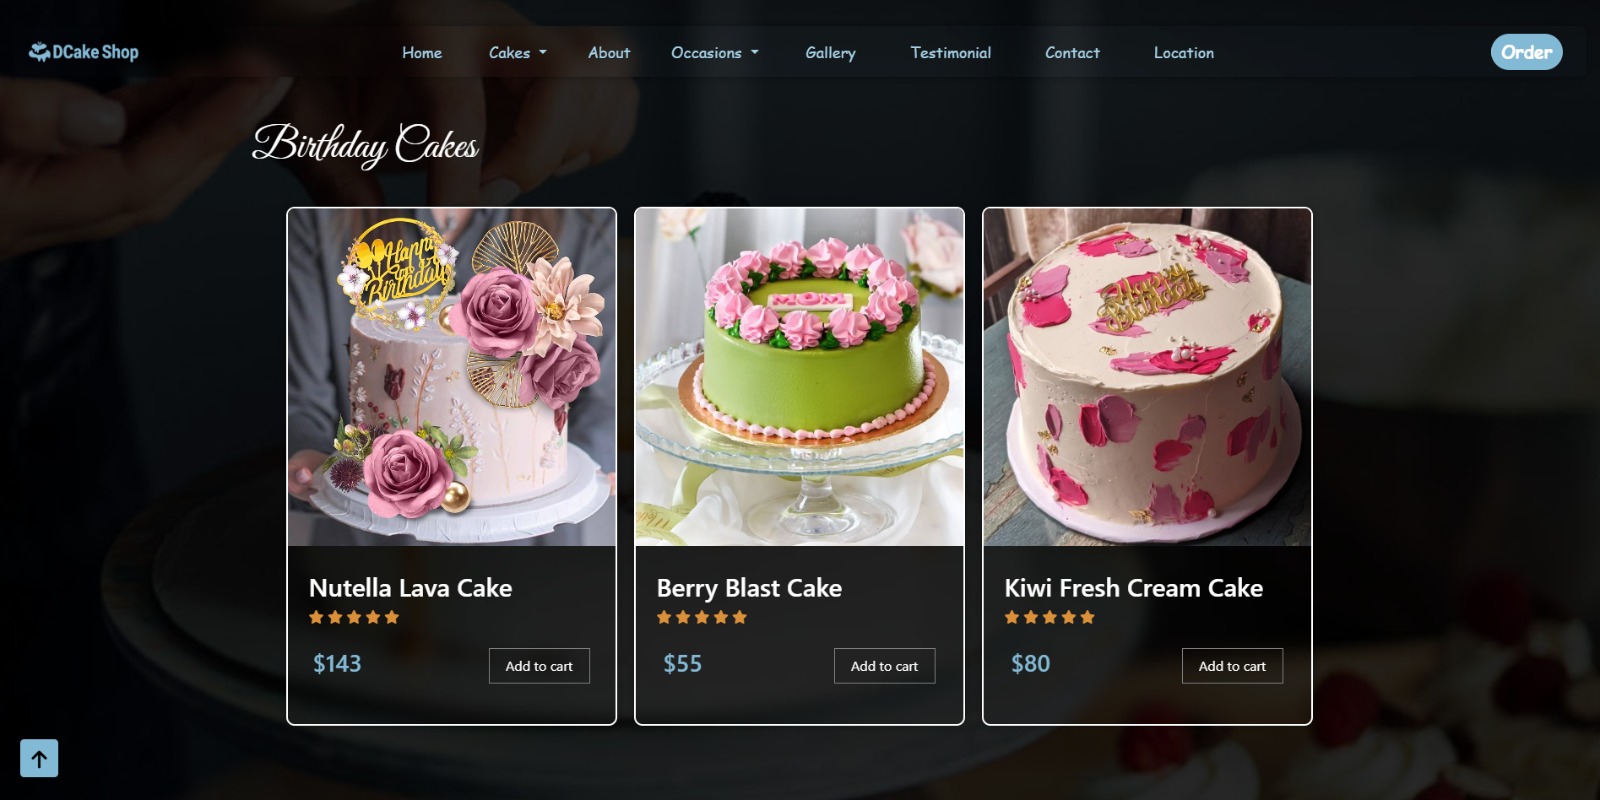 DCake Shop
Home
Cakes
About
Occasions
Gallery
Testimonial
Contact
Location
Order
Birthday Cakes
Happy
Birthday
MOM
Happy
Birthday
Nutella Lava Cake
Berry Blast Cake
Kiwi Fresh Cream Cake
$143
Add to cart
$55
Add to cart
$80
Add to cart